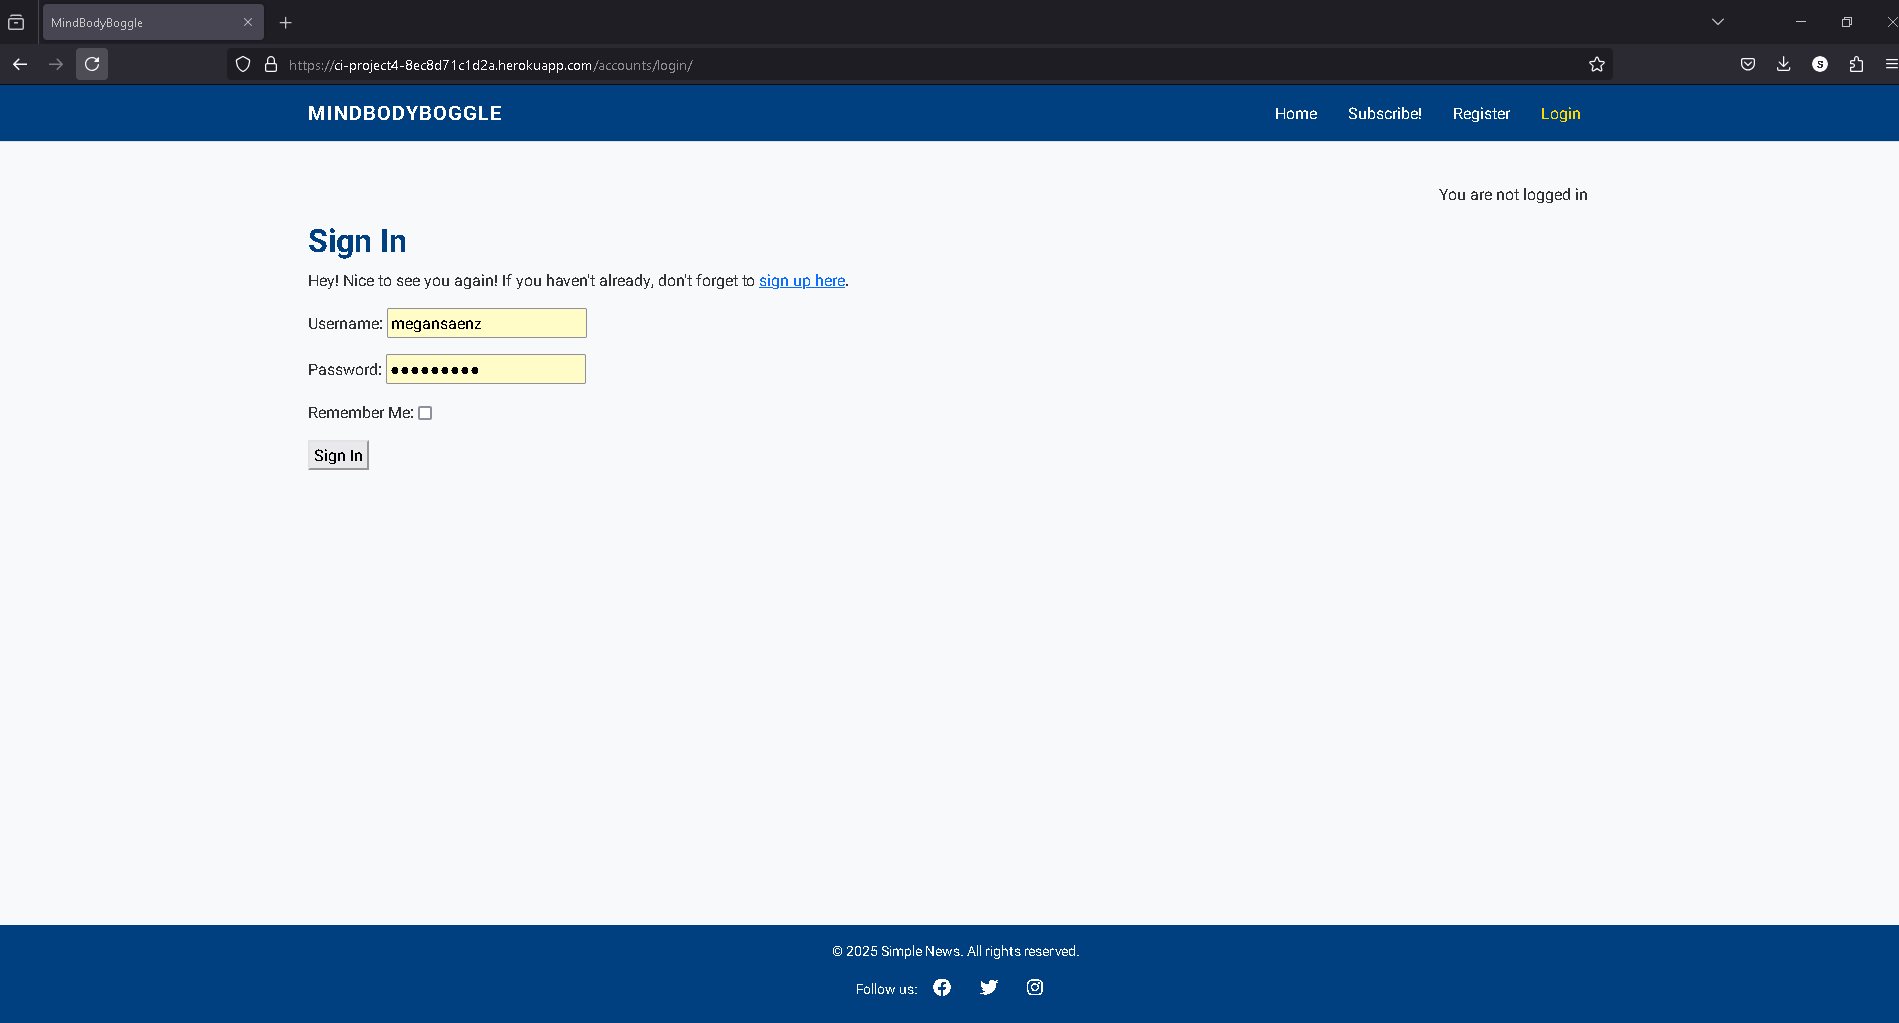 MindBodyBoggle
https://ci-project4-8ec8d71c1d2a.herokuapp.com/accounts/login/
S
MINDBODYBOGGLE
Home Subscribe! Register Login
You are not logged in
Sign In
Hey! Nice to see you again! If you haven't already, don't forget to sign up here.
Username: megansaenz
Password: ●●●●●●●●●
Remember Me:
Sign In
© 2025 Simple News. All rights reserved.
Follow us: